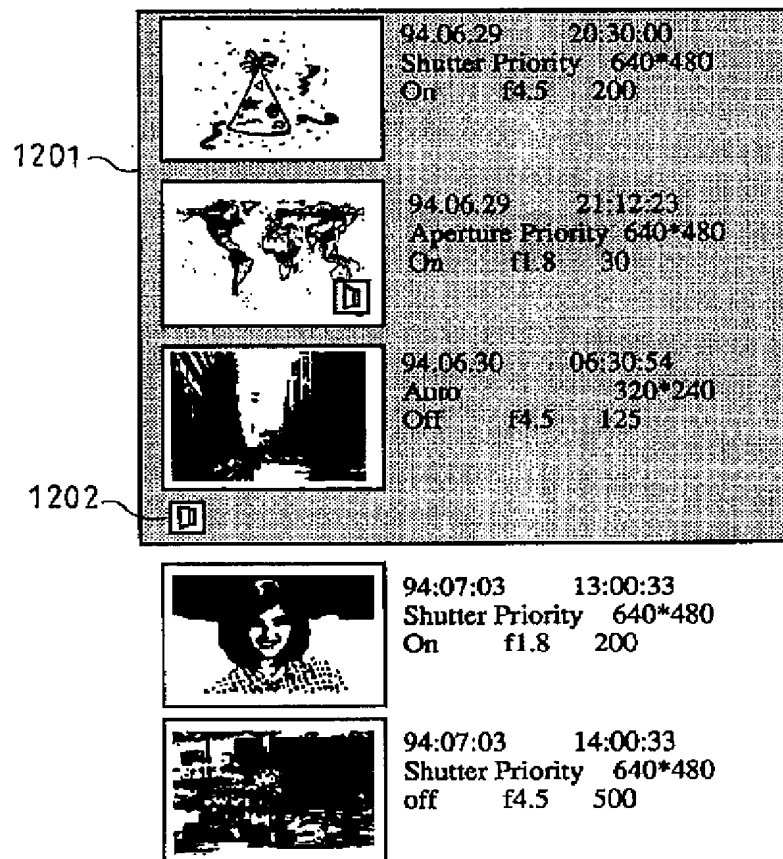 94.06.29 20:30:00
Shutter Priority 640*480
On f4.5 200
1201
94.06.29 21:12:23
Aperture Priority 640*480
On f1.8 30
94.06.30 06:30:54
Auto 320*240
Off f4.5 125
1202
94:07:03 13:00:33
Shutter Priority 640*480
On f1.8 200
94:07:03 14:00:33
Shutter Priority 640*480
off f4.5 500